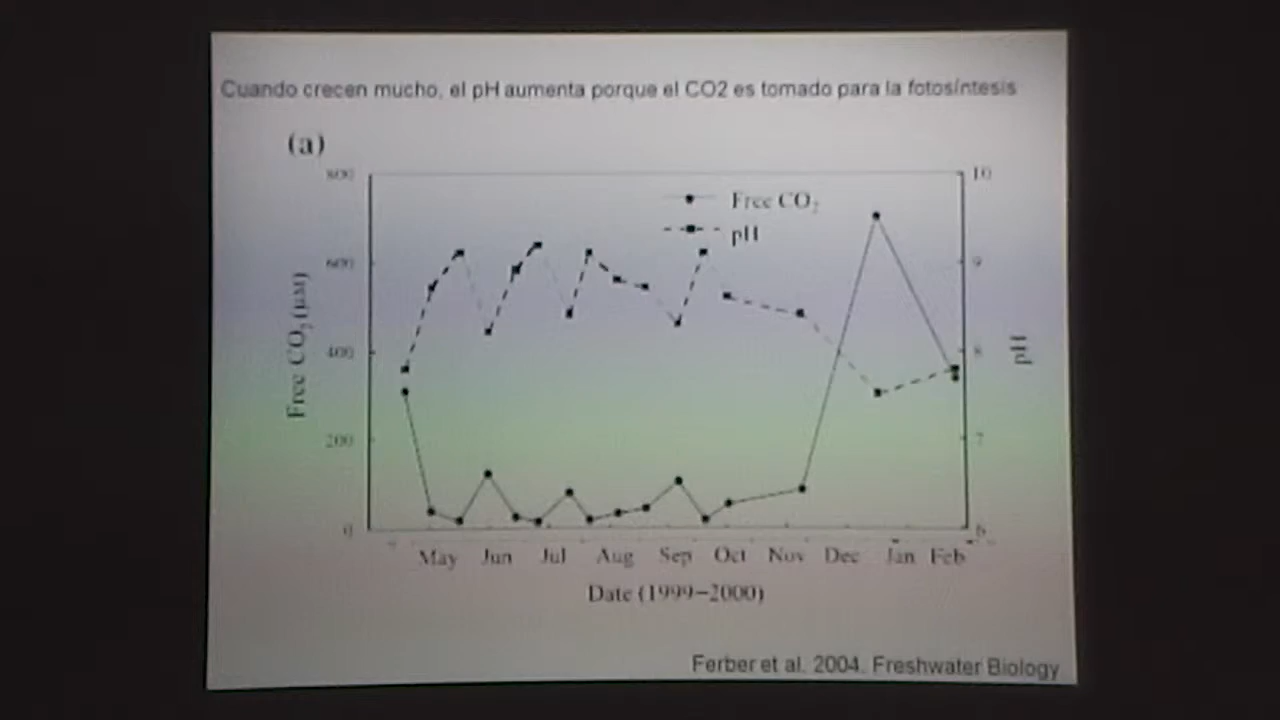 Cuando crecen mucho, el pH aumenta porque el CO2 es tomado para la fotosíntesis
(a)
800
600
400
200
0
Free CO2 (µM)
Free CO2
pH
10
9
8
7
6
pH
May Jun Jul Aug Sep Oct Nov Dec Jan Feb
Date (1999–2000)
Ferber et al. 2004. Freshwater Biology